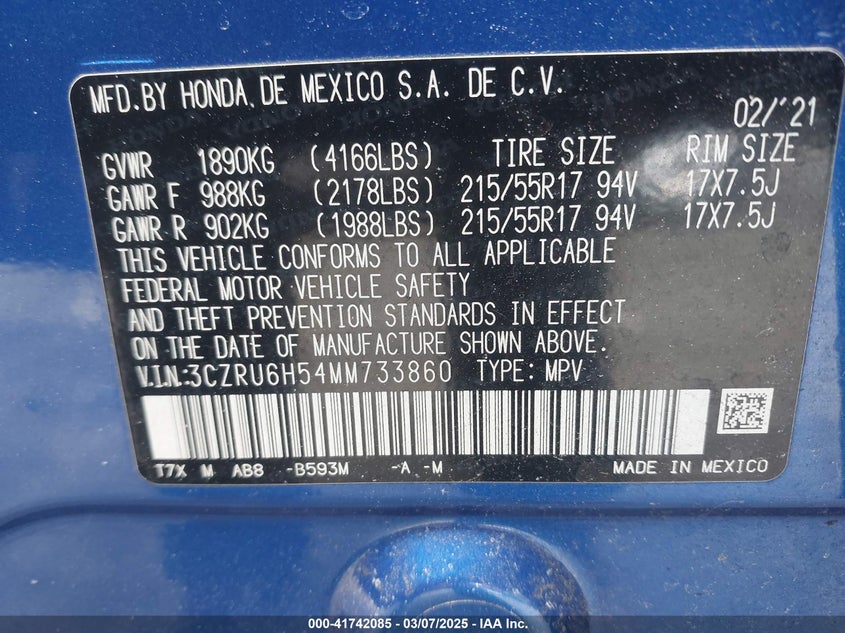 MFD.BY HONDA DE MEXICO S.A. DE C.V.
02/'21
GVWR 1890KG (4166LBS) TIRE SIZE RIM SIZE
GAWR F 988KG (2178LBS) 215/55R17 94V 17X7.5J
GAWR R 902KG (1988LBS) 215/55R17 94V 17X7.5J
THIS VEHICLE CONFORMS TO ALL APPLICABLE
FEDERAL MOTOR VEHICLE SAFETY
AND THEFT PREVENTION STANDARDS IN EFFECT
ON THE DATE OF MANUFACTURE SHOWN ABOVE.
V.I.N:3CZRU6H54MM733860 TYPE: MPV
T7X M AB8 -B593M -A -M MADE IN MEXICO
000-41742085 - 03/07/2025 - IAA Inc.